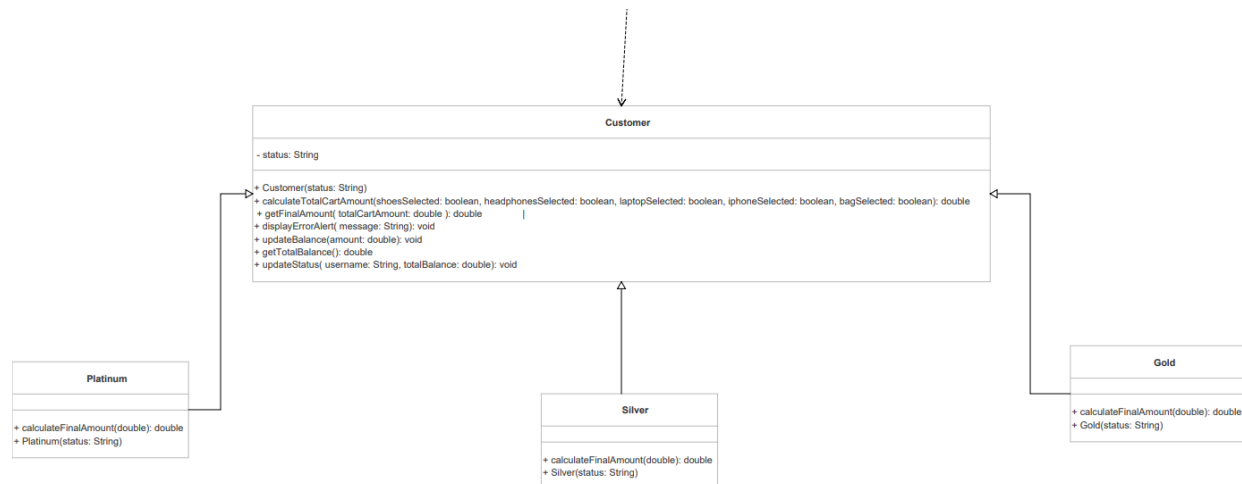 Customer
- status: String
+ Customer(status: String)
+ calculateTotalCartAmount(shoesSelected: boolean, headphonesSelected: boolean, laptopSelected: boolean, iphoneSelected: boolean, bagSelected: boolean): double
+ getFinalAmount( totalCartAmount: double ): double |
+ displayErrorAlert( message: String): void
+ updateBalance(amount: double): void
+ getTotalBalance(): double
+ updateStatus( username: String, totalBalance: double): void
Platinum
+ calculateFinalAmount(double): double
+ Platinum(status: String)
Silver
+ calculateFinalAmount(double): double
+ Silver(status: String)
Gold
+ calculateFinalAmount(double): double
+ Gold(status: String)